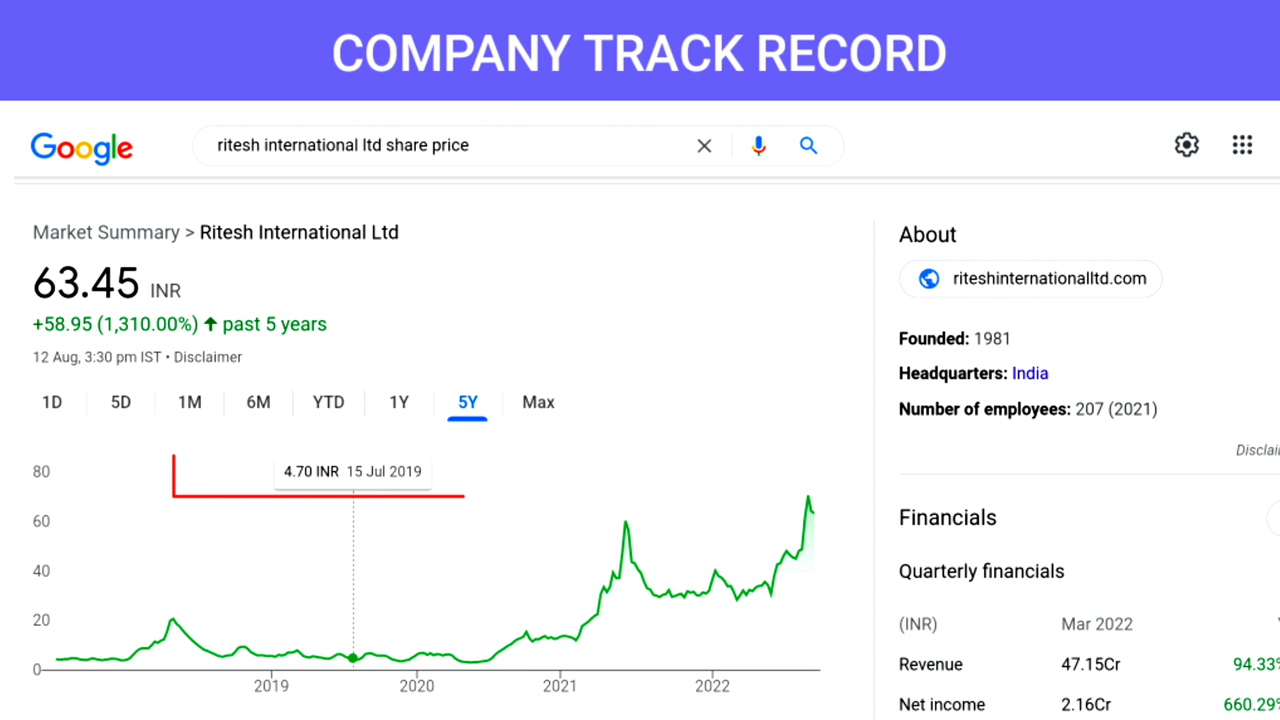 COMPANY TRACK RECORD
Google
ritesh international ltd share price
Market Summary > Ritesh International Ltd
63.45 INR
+58.95 (1,310.00%) ↑ past 5 years
12 Aug, 3:30 pm IST • Disclaimer
1D 5D 1M 6M YTD 1Y 5Y Max
4.70 INR 15 Jul 2019
80
60
40
20
0
2019 2020 2021 2022
About
riteshinternationalltd.com
Founded: 1981
Headquarters: India
Number of employees: 207 (2021)
Financials
Quarterly financials
(INR) Mar 2022
Revenue 47.15Cr 94.33%
Net income 2.16Cr 660.29%